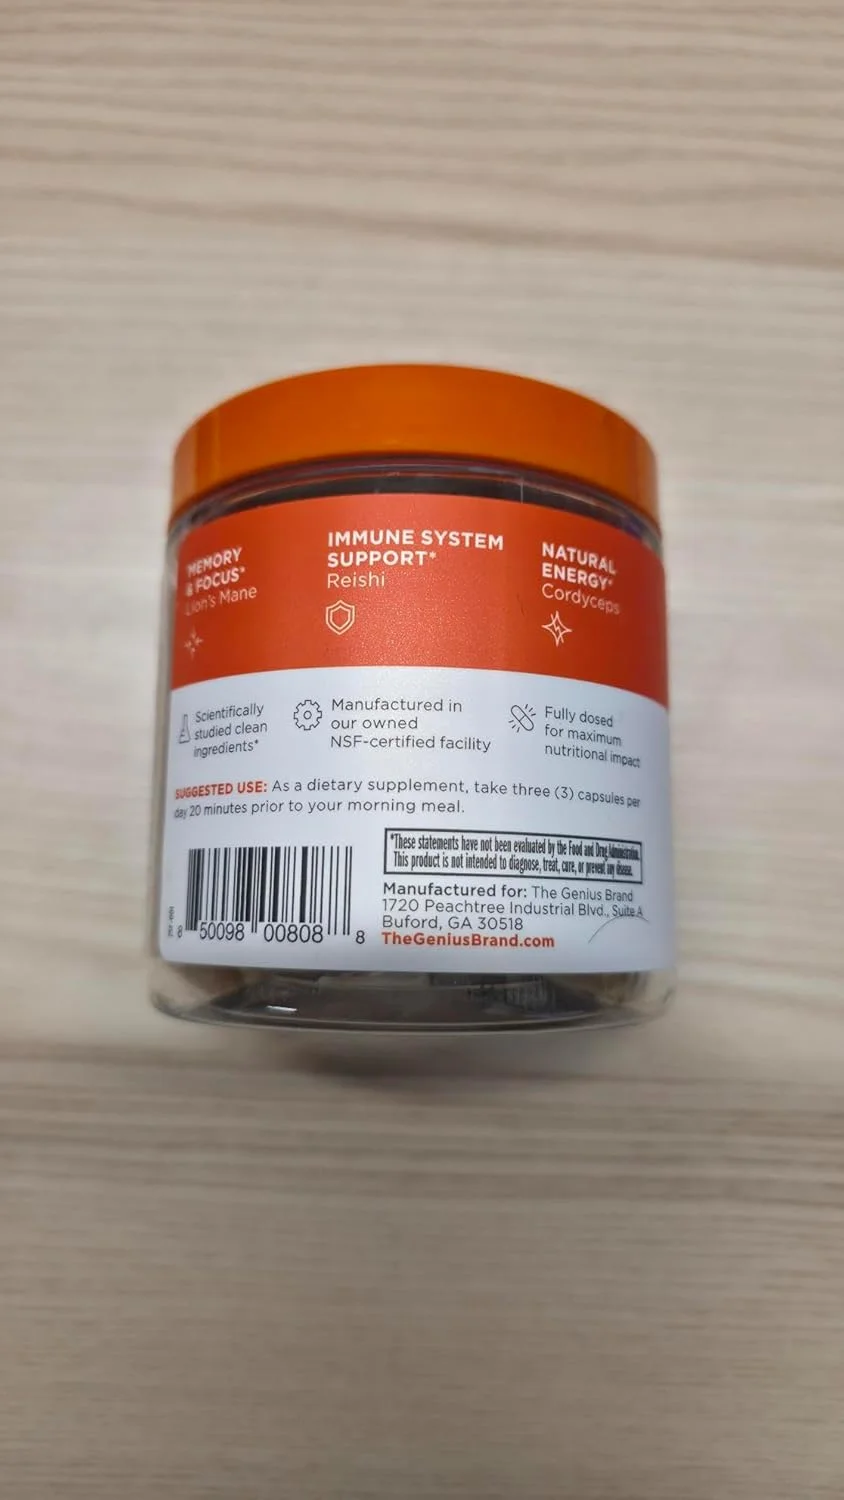 MEMORY
& FOCUS*
Lion's Mane
IMMUNE SYSTEM
SUPPORT*
Reishi
NATURAL
ENERGY*
Cordyceps
Scientifically
studied clean
ingredients*
Manufactured in
our owned
NSF-certified facility
Fully dosed
for maximum
nutritional impact
SUGGESTED USE: As a dietary supplement, take three (3) capsules per
day 20 minutes prior to your morning meal.
*These statements have not been evaluated by the Food and Drug Administration.
This product is not intended to diagnose, treat, cure, or prevent any disease.
Manufactured for: The Genius Brand
1720 Peachtree Industrial Blvd., Suite A
Buford, GA 30518
TheGeniusBrand.com
8 50098 00808 8